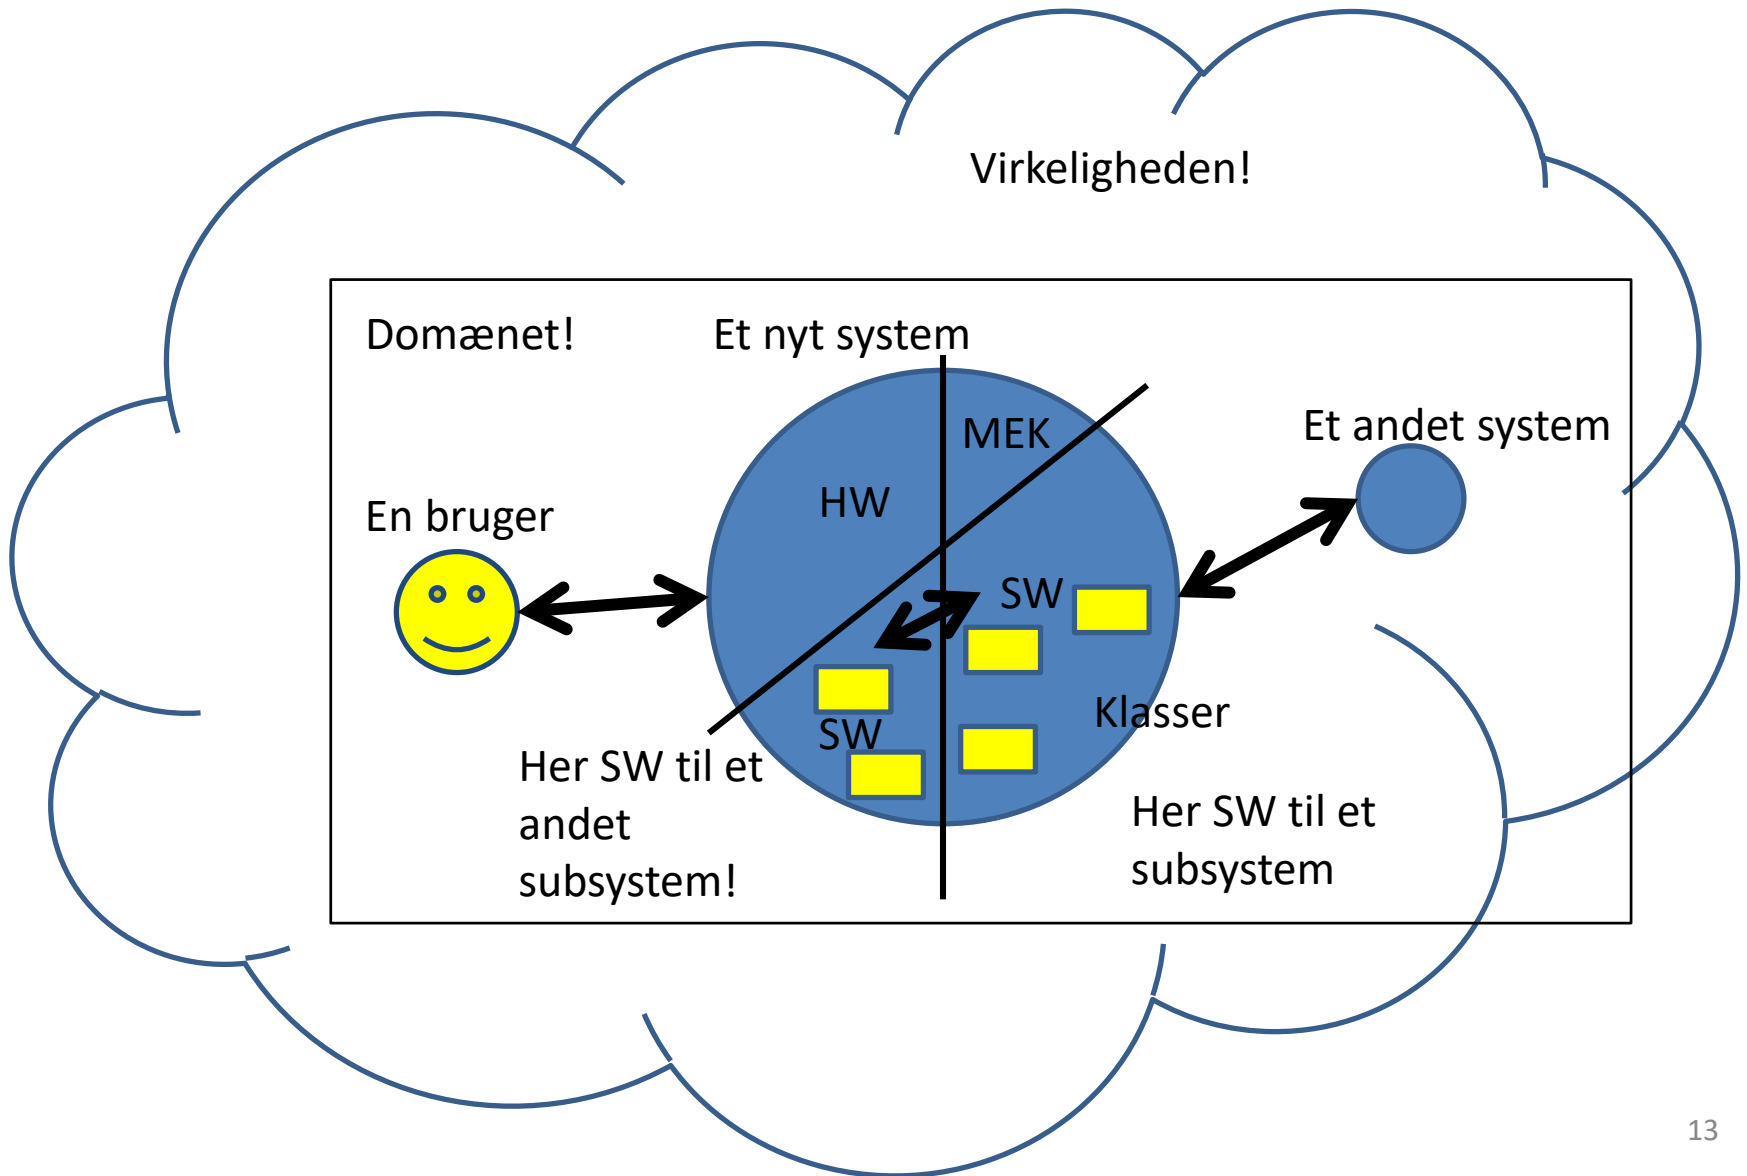 Virkeligheden!
Domænet!
Et nyt system
MEK
Et andet system
HW
En bruger
SW
Klasser
SW
Her SW til et
andet
subsystem!
Her SW til et
subsystem
13